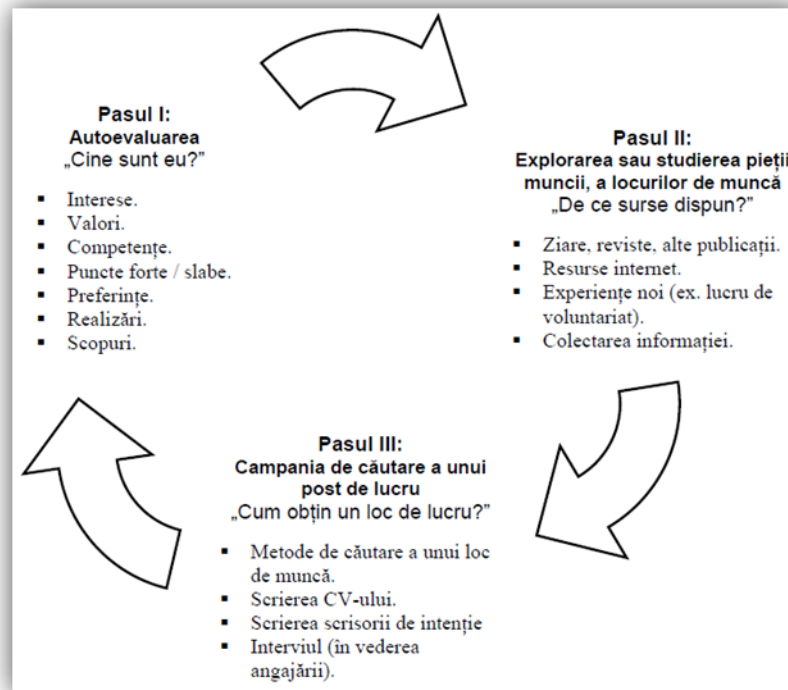 Pasul I:
Autoevaluarea
„Cine sunt eu?”
▪ Interese.
▪ Valori.
▪ Competențe.
▪ Puncte forte / slabe.
▪ Preferințe.
▪ Realizări.
▪ Scopuri.
Pasul II:
Explorarea sau studierea pieții
muncii, a locurilor de muncă
„De ce surse dispun?”
▪ Ziare, reviste, alte publicații.
▪ Resurse internet.
▪ Experiențe noi (ex. lucru de
voluntariat).
▪ Colectarea informației.
Pasul III:
Campania de căutare a unui
post de lucru
„Cum obțin un loc de lucru?”
▪ Metode de căutare a unui loc
de muncă.
▪ Scrierea CV-ului.
▪ Scrierea scrisorii de intenție
▪ Interviul (în vederea
angajării).